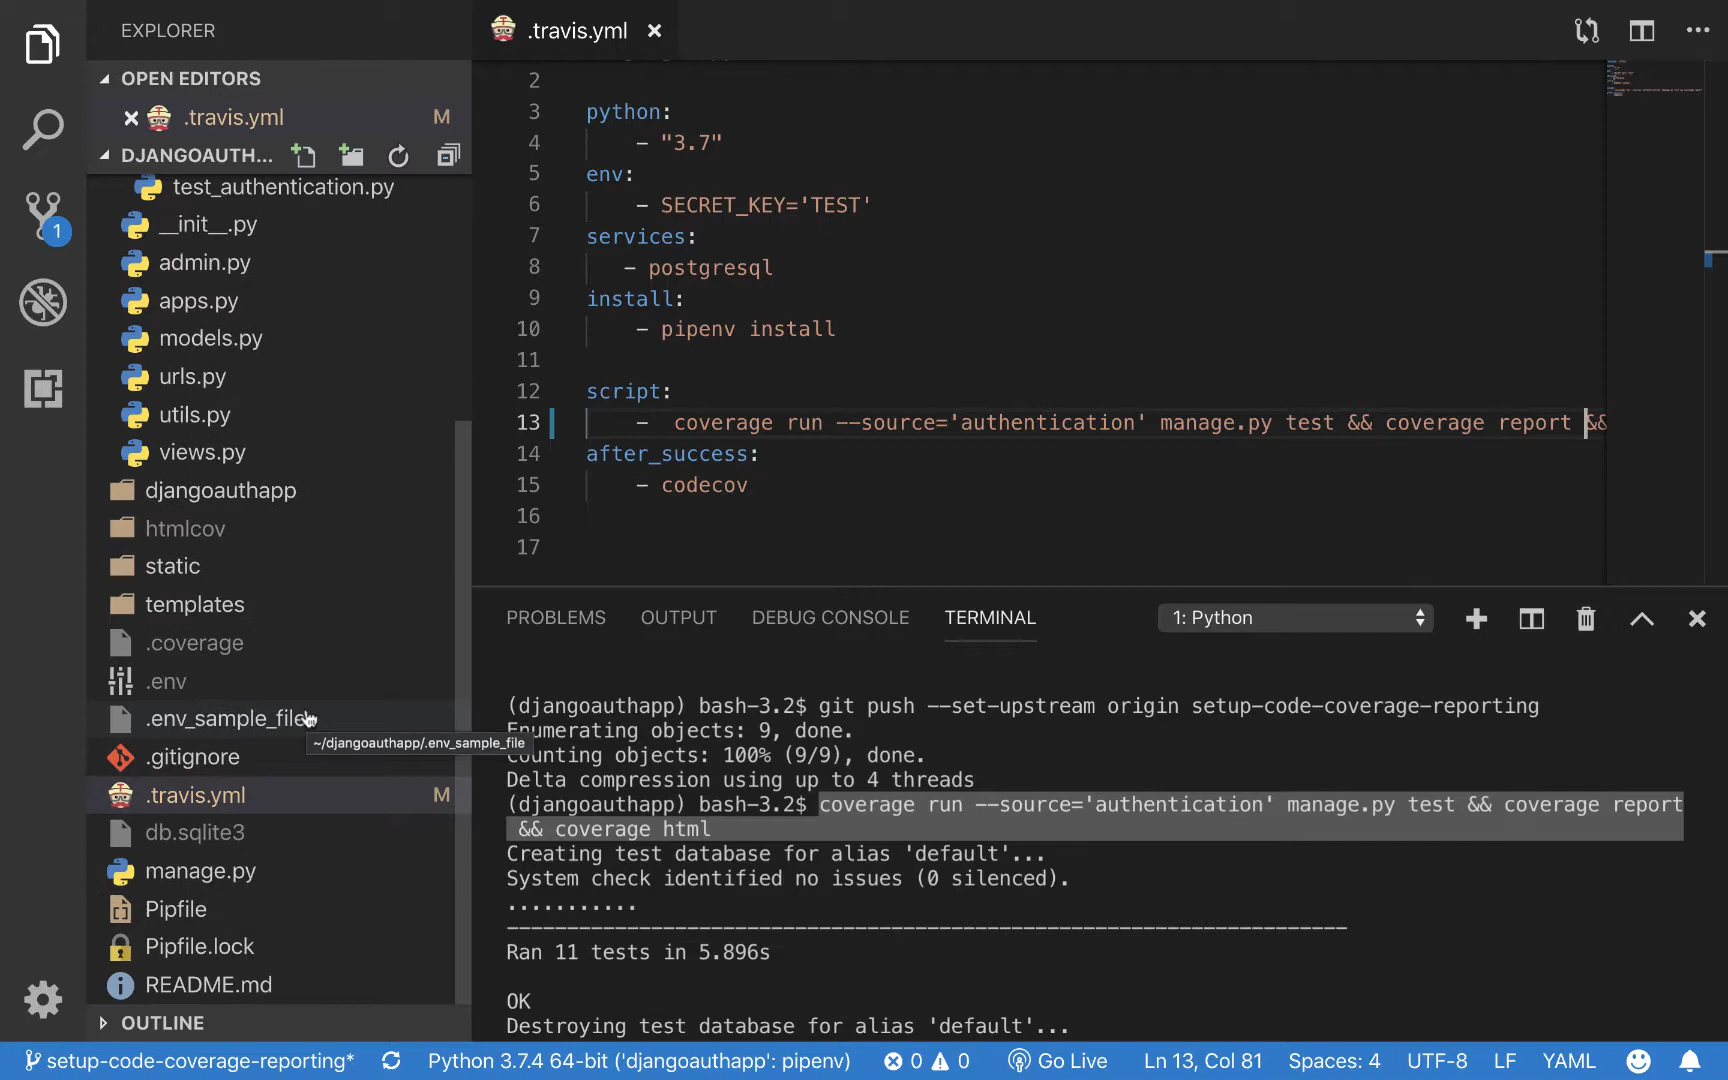 EXPLORER
OPEN EDITORS
.travis.yml M
DJANGOAUTH...
test_authentication.py
__init__.py
admin.py
apps.py
models.py
urls.py
utils.py
views.py
djangoauthapp
htmlcov
static
templates
.coverage
.env
.env_sample_file
~/djangoauthapp/.env_sample_file
.gitignore
.travis.yml M
db.sqlite3
manage.py
Pipfile
Pipfile.lock
README.md
OUTLINE
1
.travis.yml
2
3 python:
4 - "3.7"
5 env:
6 - SECRET_KEY='TEST'
7 services:
8 - postgresql
9 install:
10 - pipenv install
11
12 script:
13 - coverage run --source='authentication' manage.py test && coverage report &&
14 after_success:
15 - codecov
16
17
PROBLEMS OUTPUT DEBUG CONSOLE TERMINAL 1: Python
(djangoauthapp) bash-3.2$ git push --set-upstream origin setup-code-coverage-reporting
Enumerating objects: 9, done.
Counting objects: 100% (9/9), done.
Delta compression using up to 4 threads
(djangoauthapp) bash-3.2$ coverage run --source='authentication' manage.py test && coverage report
&& coverage html
Creating test database for alias 'default'...
System check identified no issues (0 silenced).
...........
----------------------------------------------------------------------
Ran 11 tests in 5.896s
OK
Destroying test database for alias 'default'...
setup-code-coverage-reporting* Python 3.7.4 64-bit ('djangoauthapp': pipenv) 0 0 Go Live Ln 13, Col 81 Spaces: 4 UTF-8 LF YAML